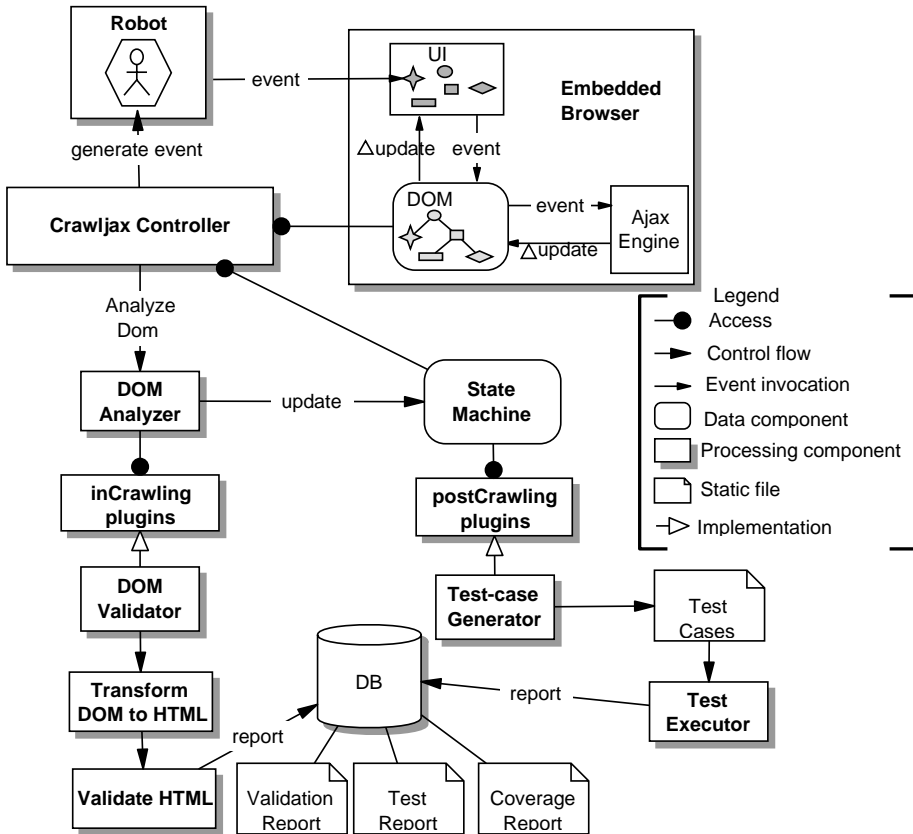 Robot
event
UI
Embedded
Browser
generate event
△update
event
Crawljax Controller
DOM
event
Ajax
Engine
△update
Analyze
Dom
Legend
Access
Control flow
Event invocation
Data component
Processing component
Static file
Implementation
DOM
Analyzer
update
State
Machine
inCrawling
plugins
postCrawling
plugins
DOM
Validator
Test-case
Generator
Test
Cases
Transform
DOM to HTML
DB
report
Test
Executor
report
Validate HTML
Validation
Report
Test
Report
Coverage
Report